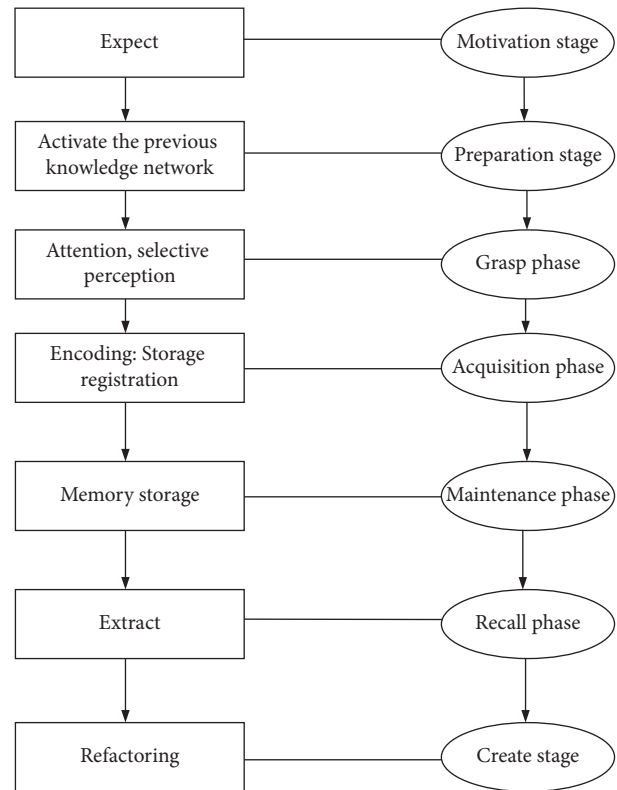 Expect
Motivation stage
Activate the previous
knowledge network
Preparation stage
Attention, selective
perception
Grasp phase
Encoding: Storage
registration
Acquisition phase
Memory storage
Maintenance phase
Extract
Recall phase
Refactoring
Create stage